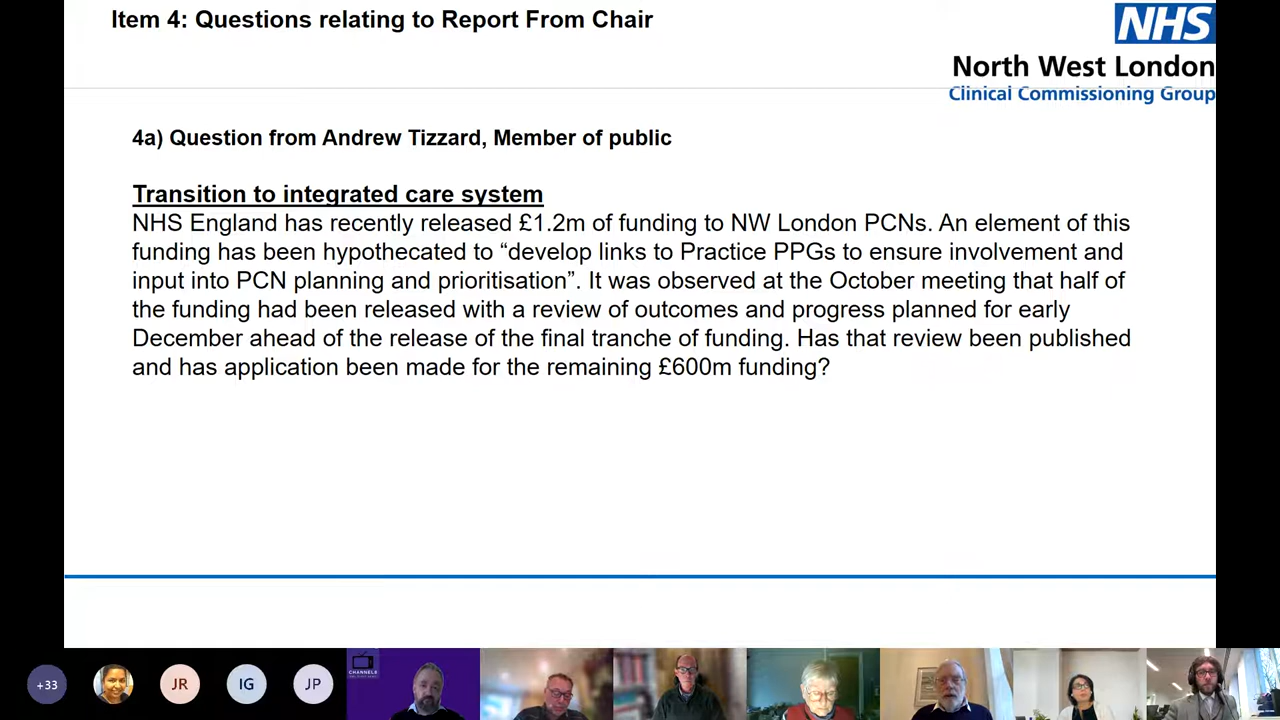 Item 4: Questions relating to Report From Chair
NHS
North West London
Clinical Commissioning Group
4a) Question from Andrew Tizzard, Member of public
Transition to integrated care system
NHS England has recently released £1.2m of funding to NW London PCNs. An element of this
funding has been hypothecated to “develop links to Practice PPGs to ensure involvement and
input into PCN planning and prioritisation”. It was observed at the October meeting that half of
the funding had been released with a review of outcomes and progress planned for early
December ahead of the release of the final tranche of funding. Has that review been published
and has application been made for the remaining £600m funding?
+33
JR
IG
JP
CHANNELS